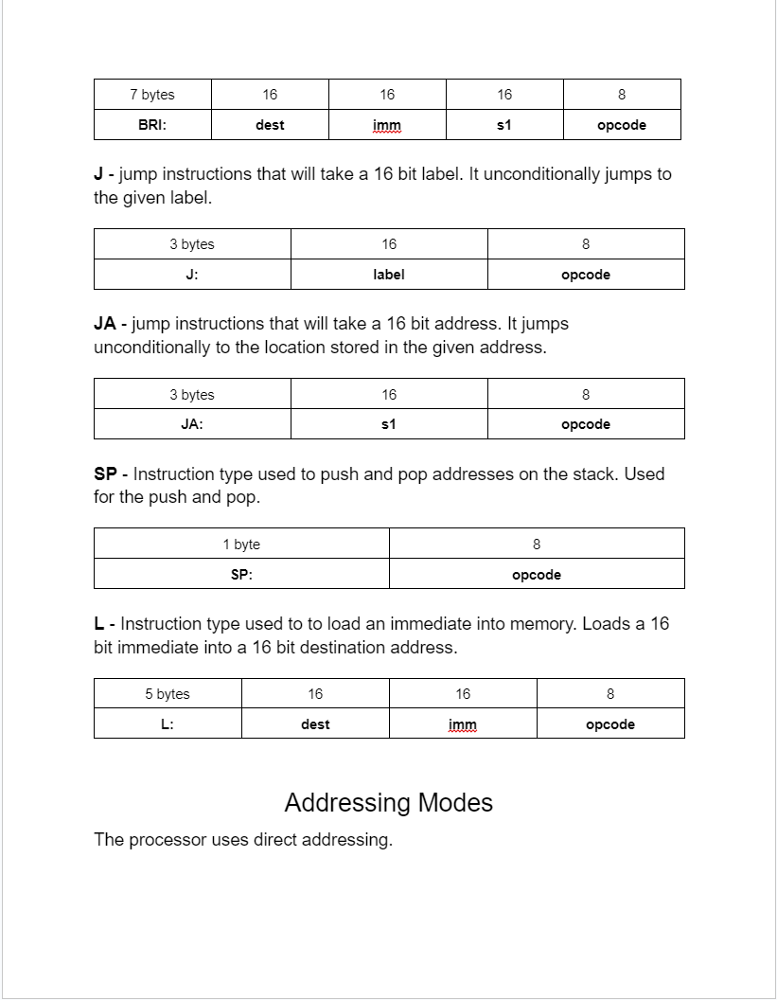 7 bytes 16 16 16 8
BRI: dest imm s1 opcode
J - jump instructions that will take a 16 bit label. It unconditionally jumps to
the given label.
3 bytes 16 8
J: label opcode
JA - jump instructions that will take a 16 bit address. It jumps
unconditionally to the location stored in the given address.
3 bytes 16 8
JA: s1 opcode
SP - Instruction type used to push and pop addresses on the stack. Used
for the push and pop.
1 byte 8
SP: opcode
L - Instruction type used to to load an immediate into memory. Loads a 16
bit immediate into a 16 bit destination address.
5 bytes 16 16 8
L: dest imm opcode
Addressing Modes
The processor uses direct addressing.